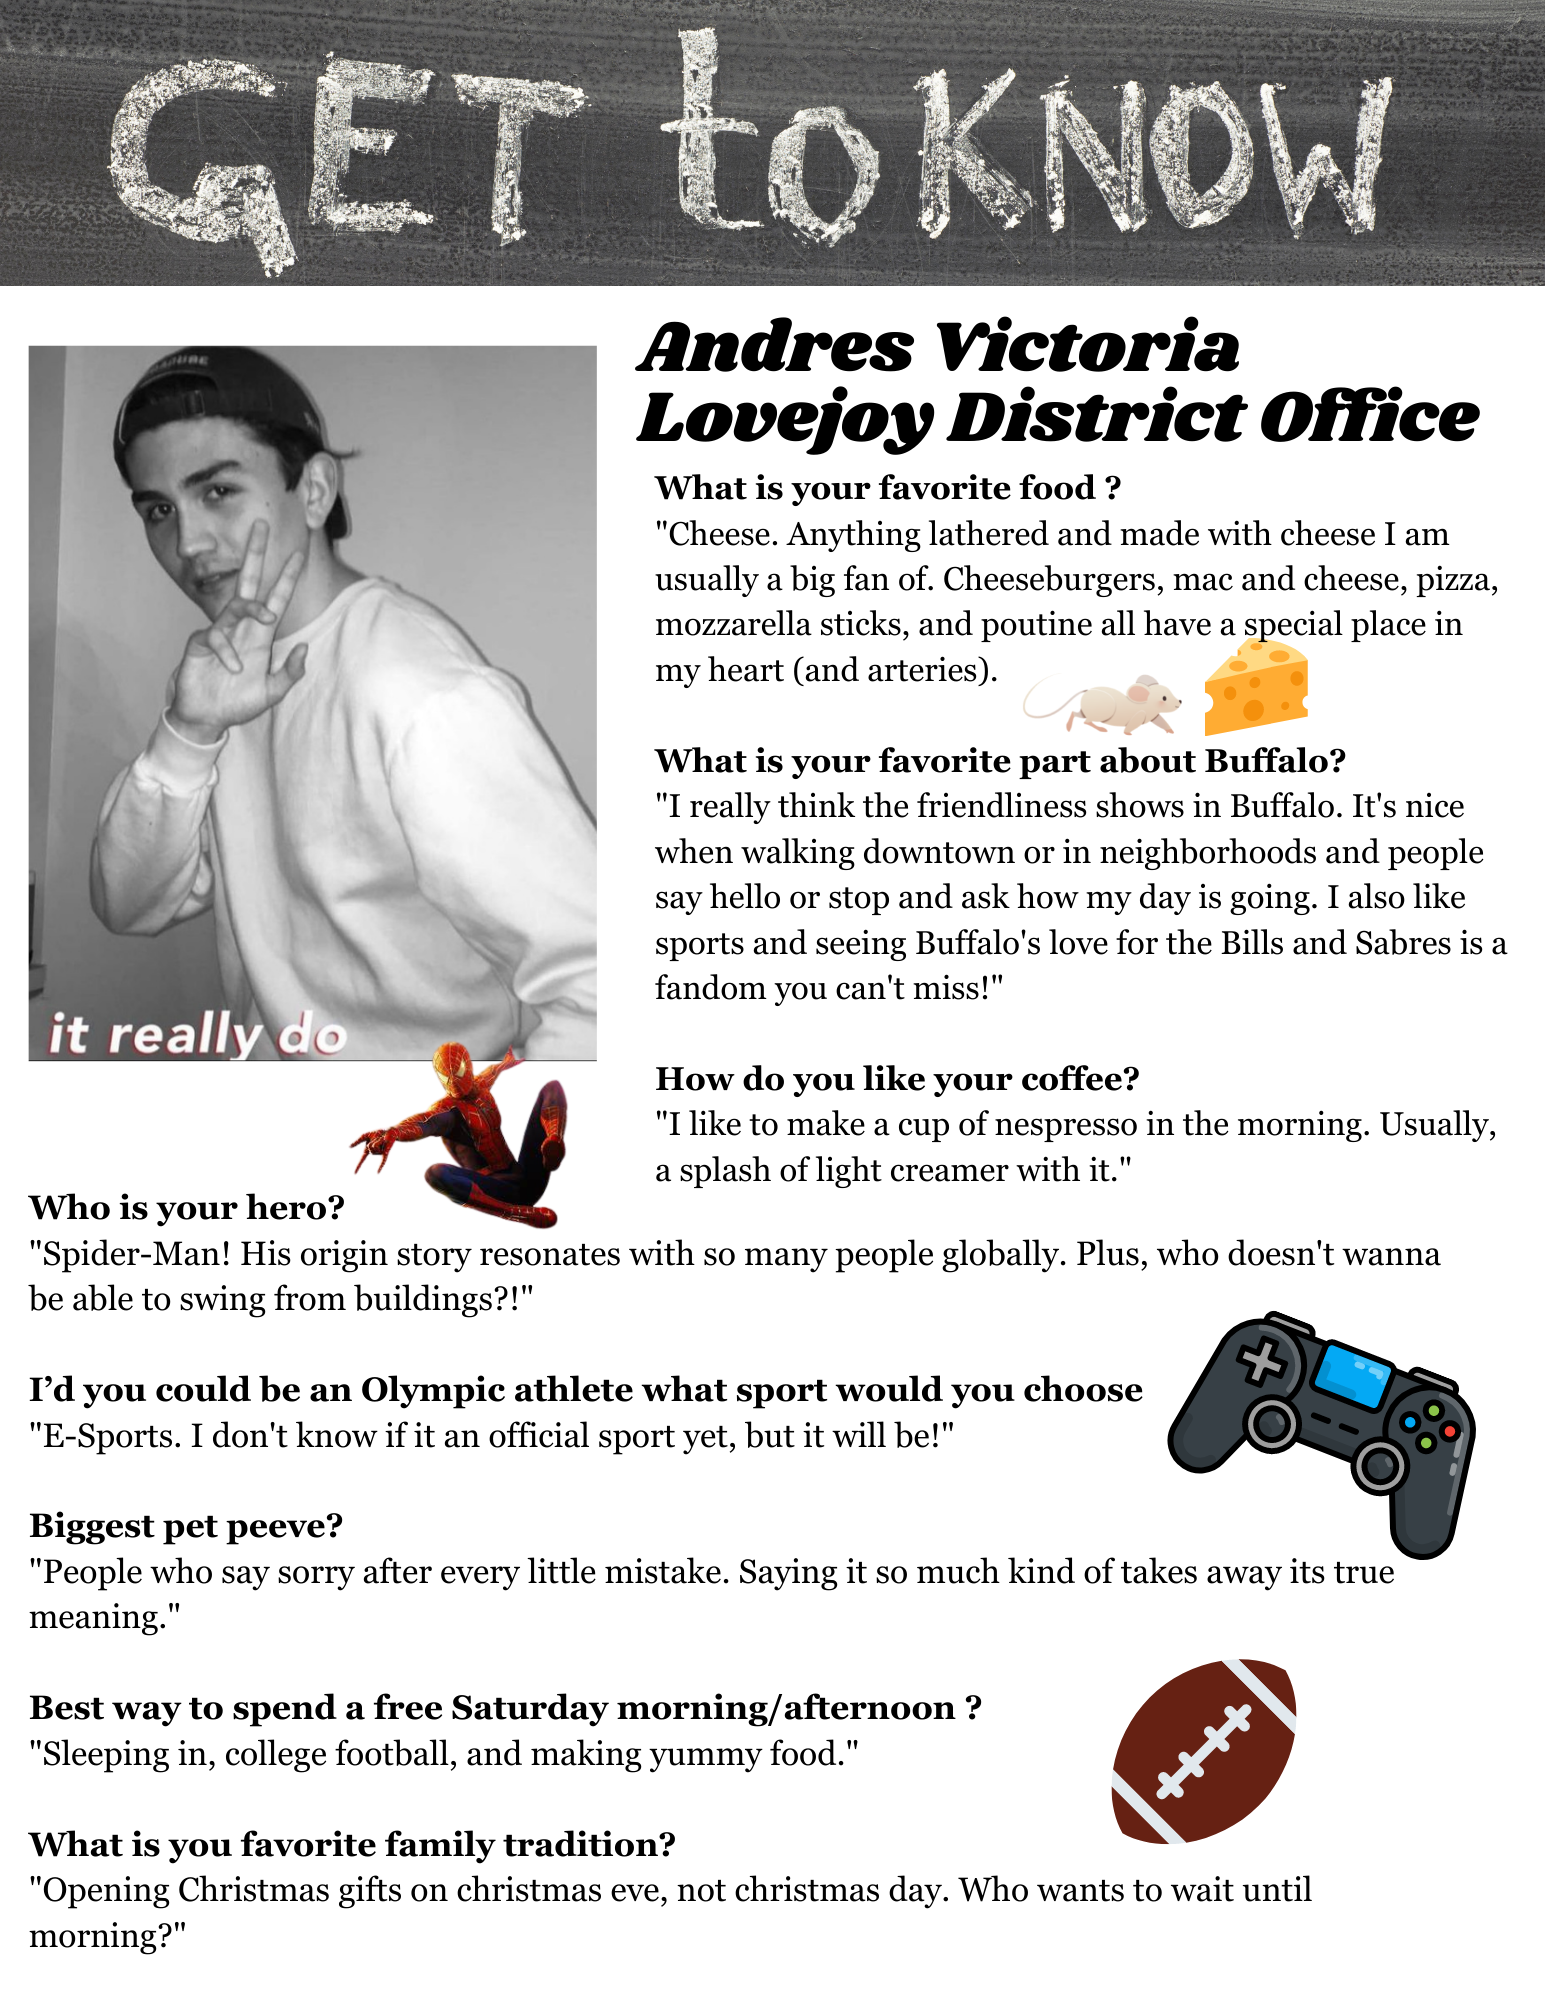 GET to KNOW
Andres Victoria
Lovejoy District Office
What is your favorite food ?
"Cheese. Anything lathered and made with cheese I am
usually a big fan of. Cheeseburgers, mac and cheese, pizza,
mozzarella sticks, and poutine all have a special place in
my heart (and arteries).
What is your favorite part about Buffalo?
"I really think the friendliness shows in Buffalo. It's nice
when walking downtown or in neighborhoods and people
say hello or stop and ask how my day is going. I also like
sports and seeing Buffalo's love for the Bills and Sabres is a
fandom you can't miss!"
it really do
How do you like your coffee?
"I like to make a cup of nespresso in the morning. Usually,
a splash of light creamer with it."
Who is your hero?
"Spider-Man! His origin story resonates with so many people globally. Plus, who doesn't wanna
be able to swing from buildings?!"
I’d you could be an Olympic athlete what sport would you choose
"E-Sports. I don't know if it an official sport yet, but it will be!"
Biggest pet peeve?
"People who say sorry after every little mistake. Saying it so much kind of takes away its true
meaning."
Best way to spend a free Saturday morning/afternoon ?
"Sleeping in, college football, and making yummy food."
What is you favorite family tradition?
"Opening Christmas gifts on christmas eve, not christmas day. Who wants to wait until
morning?"